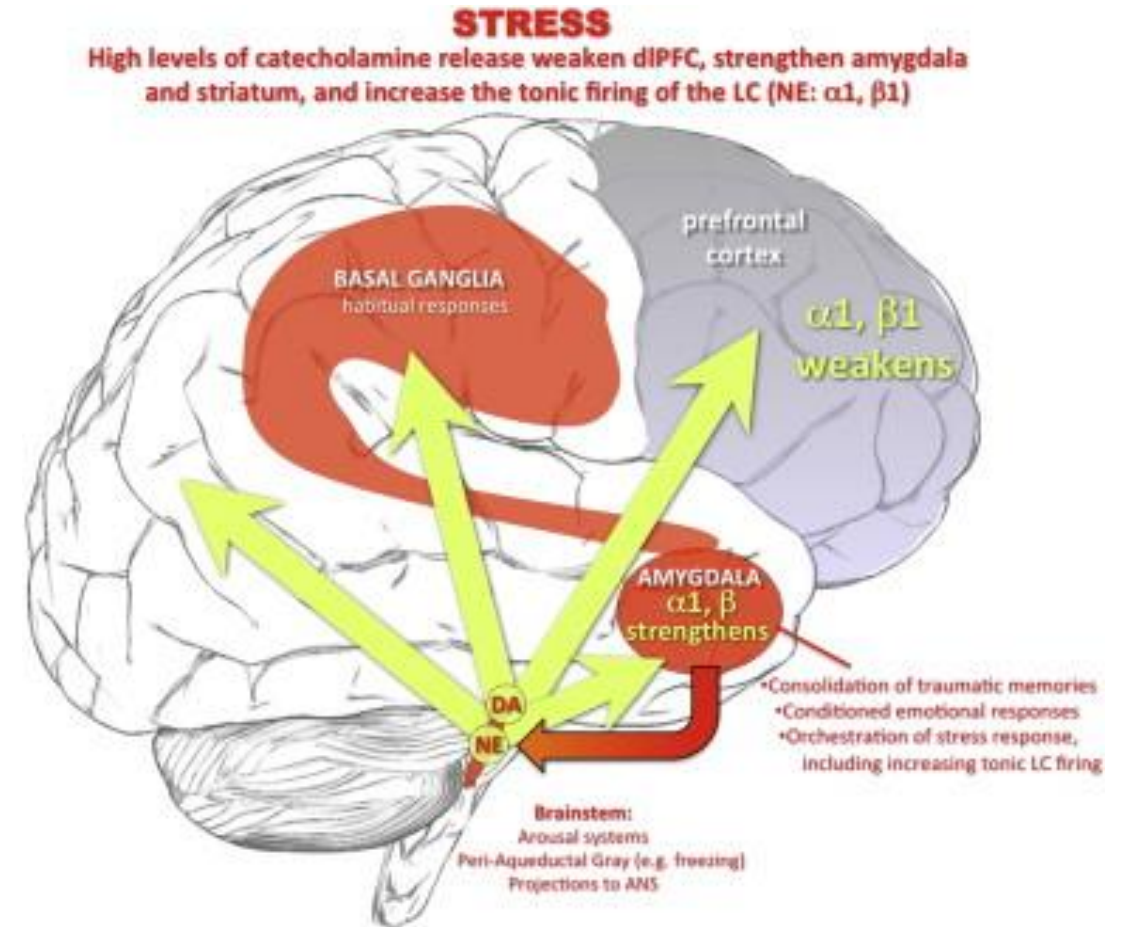 STRESS
High levels of catecholamine release weaken dlPFC, strengthen amygdala
and striatum, and increase the tonic firing of the LC (NE: α1, β1)
prefrontal
cortex
BASAL GANGLIA
habitual responses
α1, β1
weakens
AMYGDALA
α1, β
strengthens
•Consolidation of traumatic memories
•Conditioned emotional responses
•Orchestration of stress response,
including increasing tonic LC firing
DA
NE
Brainstem:
Arousal systems
Peri-Aqueductal Gray (e.g. freezing)
Projections to ANS